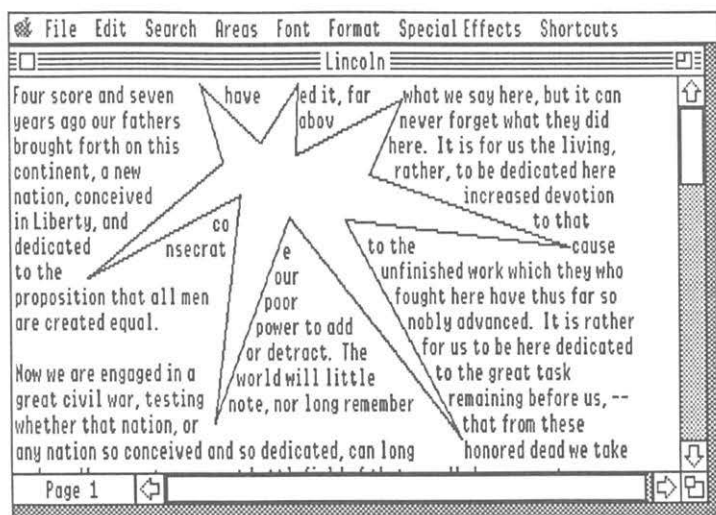 File Edit Search Areas Font Format Special Effects Shortcuts
Lincoln
Four score and seven have ed it, far what we say here, but it can
years ago our fathers abov never forget what they did
brought forth on this here. It is for us the living,
continent, a new rather, to be dedicated here
nation, conceived increased devotion
in Liberty, and co to that
dedicated nsecrat e to the cause
to the our unfinished work which they who
proposition that all men poor fought here have thus far so
are created equal. power to add nobly advanced. It is rather
or detract. The for us to be here dedicated
Now we are engaged in a world will little to the great task
great civil war, testing note, nor long remember remaining before us, --
whether that nation, or that from these
any nation so conceived and so dedicated, can long honored dead we take
Page 1